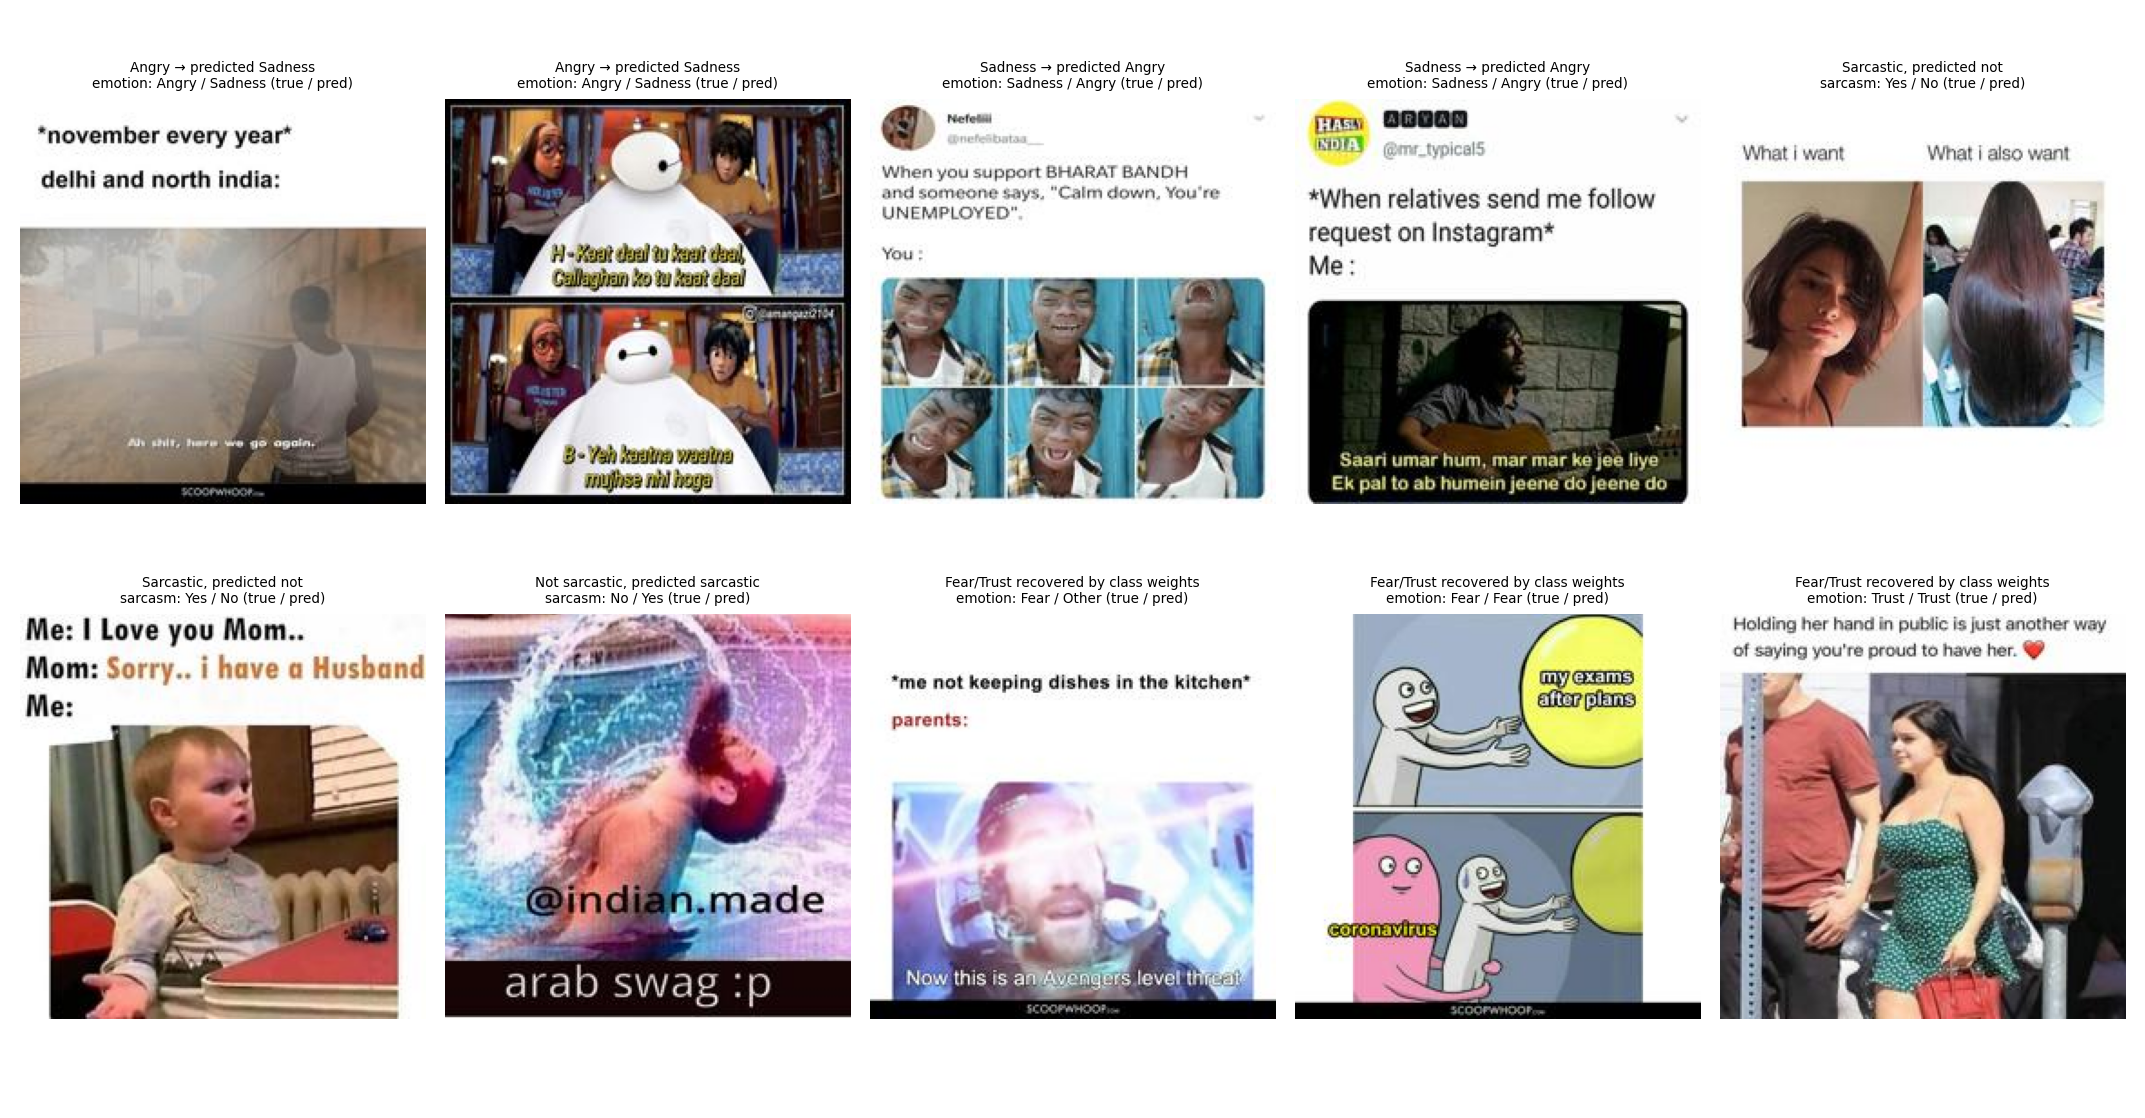 Angry → predicted Sadness
emotion: Angry / Sadness (true / pred)
*november every year*
delhi and north india:
Ah shit, here we go again.
SCOOPWHOOP.COM
Angry → predicted Sadness
emotion: Angry / Sadness (true / pred)
HOLLISTER
H - Kaat daal tu kaat daal,
Callaghan ko tu kaat daal
@amangazi2104
B - Yeh kaatna waatna
mujhse nhi hoga
Sadness → predicted Angry
emotion: Sadness / Angry (true / pred)
Nefeliii
@nefelibataa__
When you support BHARAT BANDH
and someone says, "Calm down, You're
UNEMPLOYED".
You :
Sadness → predicted Angry
emotion: Sadness / Angry (true / pred)
HASLY
INDIA
ARYAN
@mr_typical5
*When relatives send me follow
request on Instagram*
Me :
Saari umar hum, mar mar ke jee liye
Ek pal to ab humein jeene do jeene do
Sarcastic, predicted not
sarcasm: Yes / No (true / pred)
What i want
What i also want
Sarcastic, predicted not
sarcasm: Yes / No (true / pred)
Me: I Love you Mom..
Mom: Sorry.. i have a Husband
Me:
Not sarcastic, predicted sarcastic
sarcasm: No / Yes (true / pred)
@indian.made
arab swag :p
Fear/Trust recovered by class weights
emotion: Fear / Other (true / pred)
*me not keeping dishes in the kitchen*
parents:
Now this is an Avengers level threat
SCOOPWHOOP.COM
Fear/Trust recovered by class weights
emotion: Fear / Fear (true / pred)
my exams
after plans
coronavirus
SCOOPWHOOP.COM
Fear/Trust recovered by class weights
emotion: Trust / Trust (true / pred)
Holding her hand in public is just another way
of saying you're proud to have her. ❤️